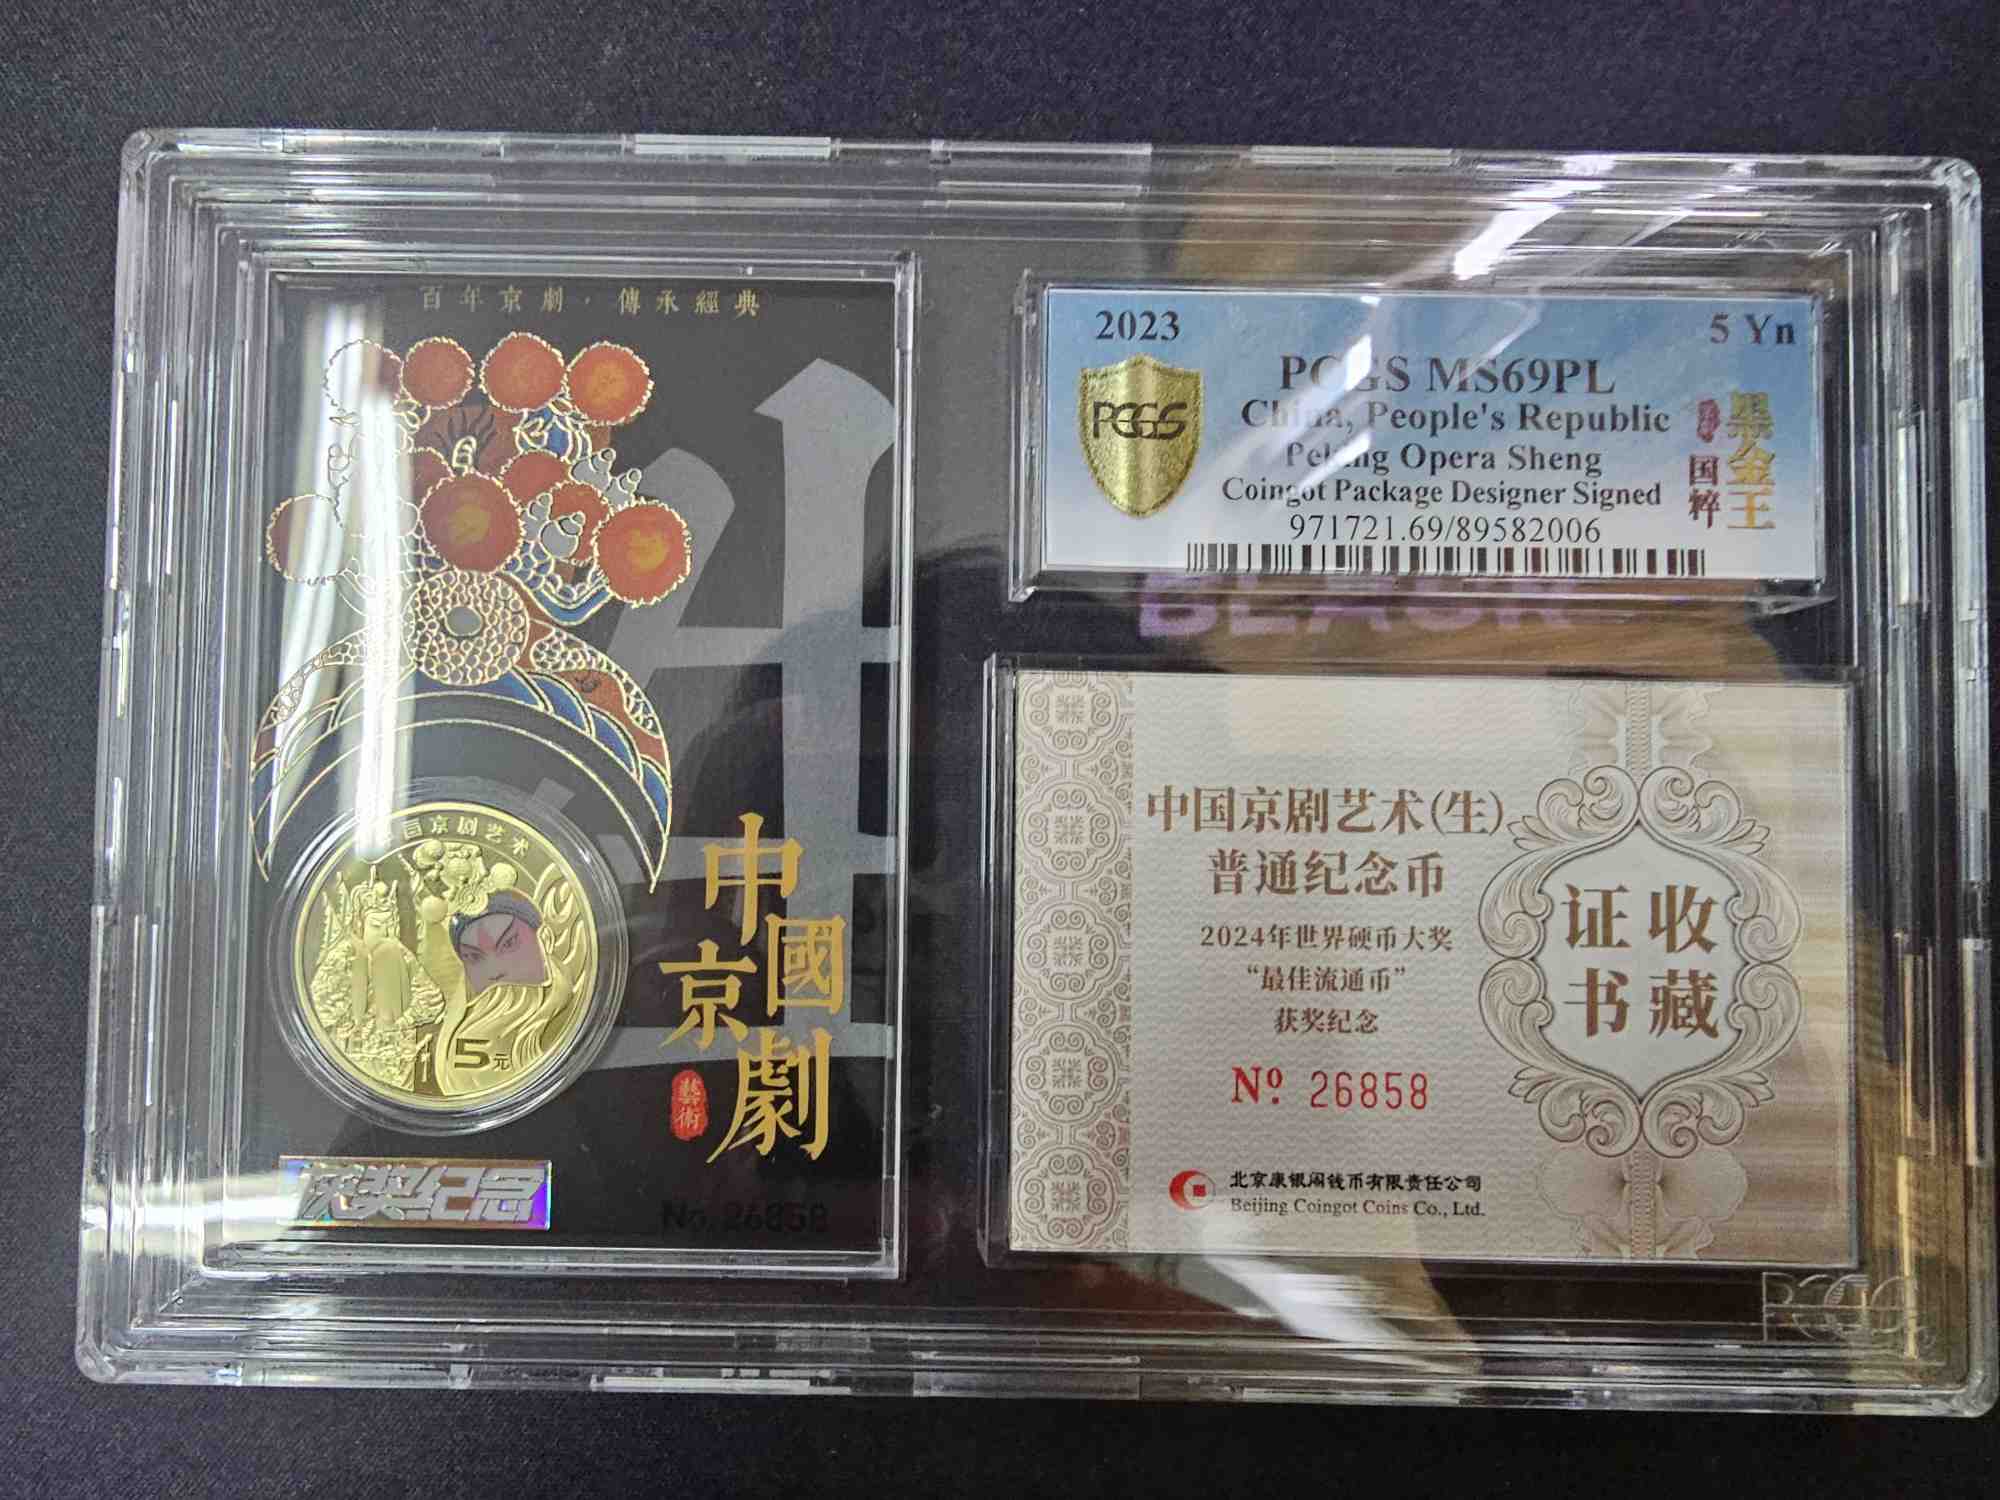 百年京劇，傳承經典
生
中國京劇
藝術
国京剧艺术
5元
获奖纪念
No.26858
2023 5 Yn
PCGS MS69PL
China, People's Republic
Peking Opera Sheng
Coingot Package Designer Signed
971721.69/89582006
PCGS
国粹
黑金王
BLACK
中国京剧艺术(生)
普通纪念币
2024年世界硬币大奖
“最佳流通币”
获奖纪念
Nº 26858
收藏
证书
北京康银阁钱币有限责任公司
Beijing Coingot Coins Co., Ltd.
PCGS